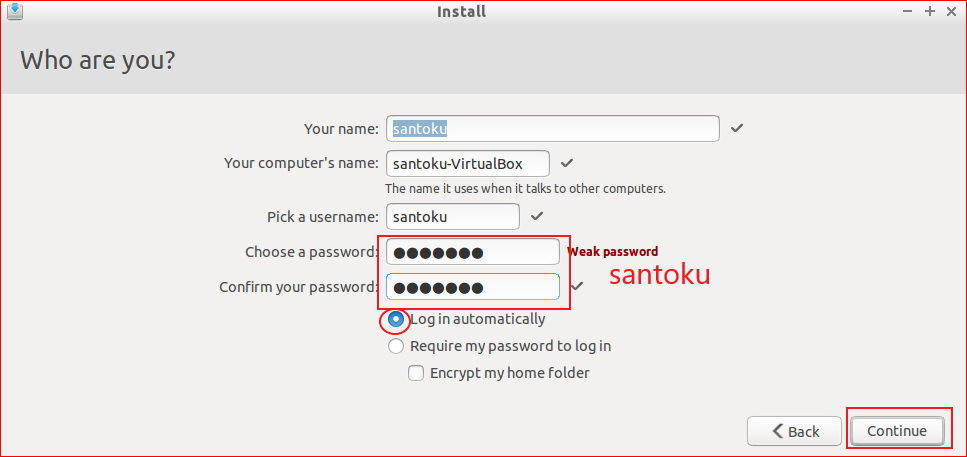 Install
Who are you?
Your name: santoku
Your computer's name: santoku-VirtualBox
The name it uses when it talks to other computers.
Pick a username: santoku
Choose a password: ●●●●●●● Weak password
santoku
Confirm your password: ●●●●●●●
Log in automatically
Require my password to log in
Encrypt my home folder
Back Continue